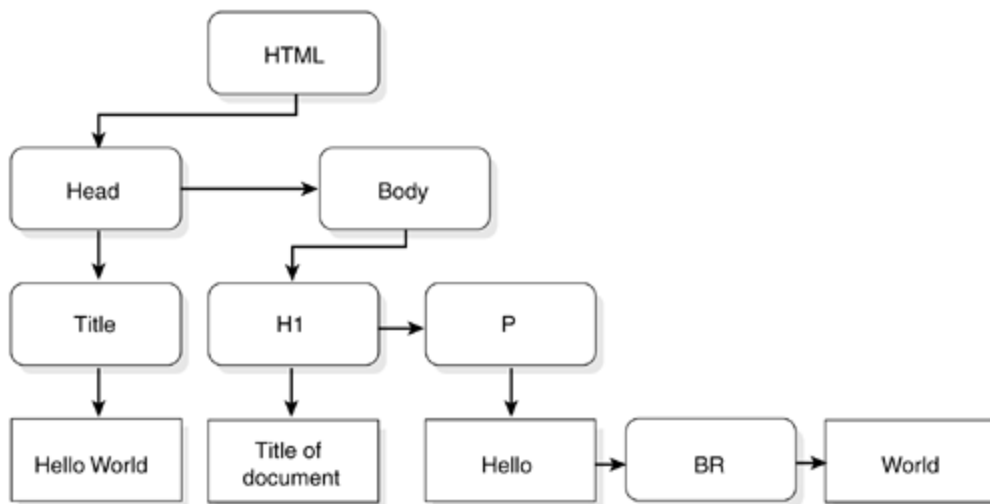 HTML
Head
Body
Title
H1
P
Hello World
Title of
document
Hello
BR
World